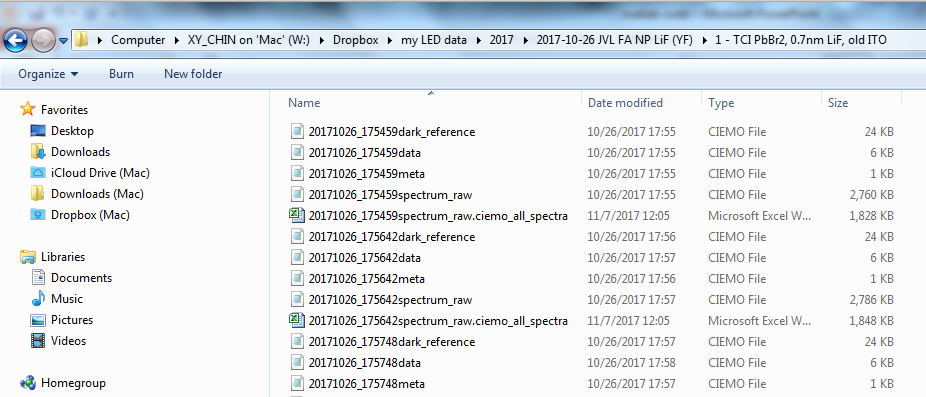 Computer XY_CHIN on 'Mac' (W:) Dropbox my LED data 2017 2017-10-26 JVL FA NP LiF (YF) 1 - TCI PbBr2, 0.7nm LiF, old ITO
Organize Burn New folder
Favorites
Desktop
Downloads
iCloud Drive (Mac)
Downloads (Mac)
Dropbox (Mac)
Libraries
Documents
Music
Pictures
Videos
Homegroup
Name Date modified Type Size
20171026_175459dark_reference 10/26/2017 17:55 CIEMO File 24 KB
20171026_175459data 10/26/2017 17:55 CIEMO File 6 KB
20171026_175459meta 10/26/2017 17:55 CIEMO File 1 KB
20171026_175459spectrum_raw 10/26/2017 17:55 CIEMO File 2,760 KB
20171026_175459spectrum_raw.ciemo_all_spectra 11/7/2017 12:05 Microsoft Excel W... 1,828 KB
20171026_175642dark_reference 10/26/2017 17:56 CIEMO File 24 KB
20171026_175642data 10/26/2017 17:57 CIEMO File 6 KB
20171026_175642meta 10/26/2017 17:56 CIEMO File 1 KB
20171026_175642spectrum_raw 10/26/2017 17:57 CIEMO File 2,786 KB
20171026_175642spectrum_raw.ciemo_all_spectra 11/7/2017 12:05 Microsoft Excel W... 1,848 KB
20171026_175748dark_reference 10/26/2017 17:57 CIEMO File 24 KB
20171026_175748data 10/26/2017 17:58 CIEMO File 6 KB
20171026_175748meta 10/26/2017 17:57 CIEMO File 1 KB